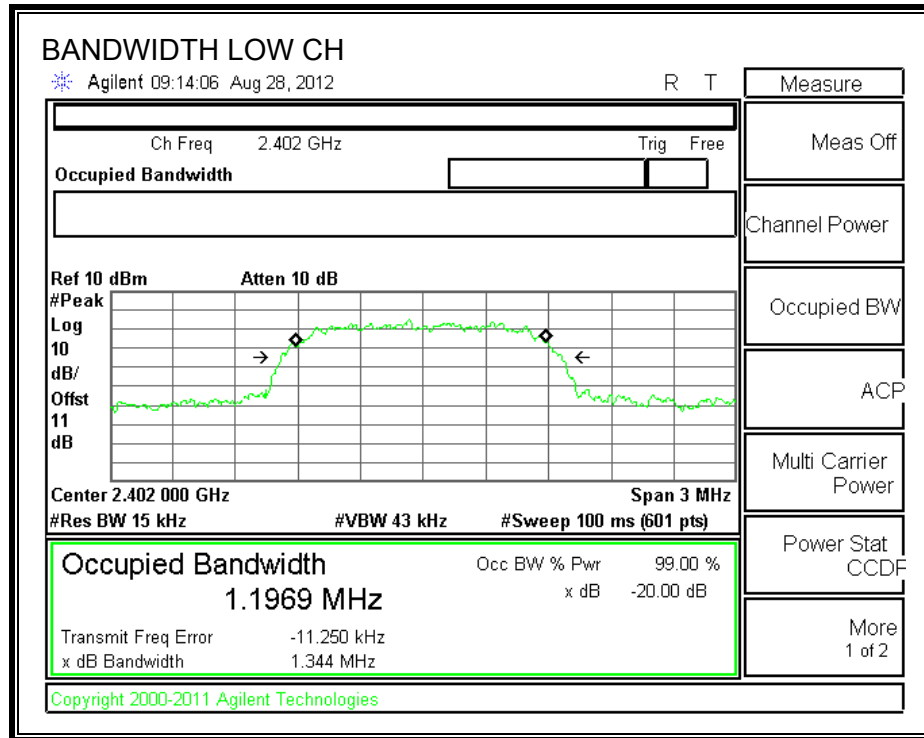 BANDWIDTH LOW CH
Agilent 09:14:06 Aug 28, 2012 R T
Measure
Ch Freq 2.402 GHz Trig Free
Meas Off
Occupied Bandwidth
Channel Power
Ref 10 dBm Atten 10 dB
#Peak
Log
10
dB/
Offst
11
dB
Occupied BW
ACP
Multi Carrier
Power
Center 2.402 000 GHz Span 3 MHz
#Res BW 15 kHz #VBW 43 kHz #Sweep 100 ms (601 pts)
Power Stat
CCDF
Occupied Bandwidth Occ BW % Pwr 99.00 %
1.1969 MHz x dB -20.00 dB
Transmit Freq Error -11.250 kHz
x dB Bandwidth 1.344 MHz
More
1 of 2
Copyright 2000-2011 Agilent Technologies